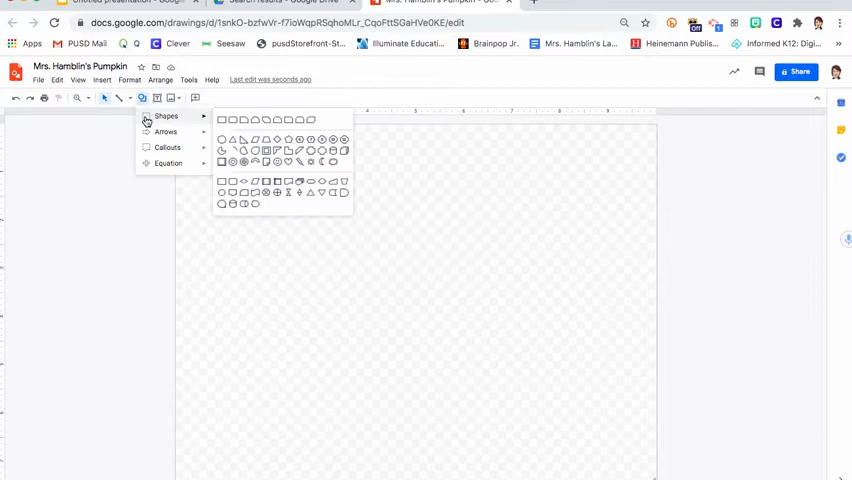 Untitled presentation - Goo
Search results - Google Drive
Mrs. Hamblin's Pumpkin - Goo
docs.google.com/drawings/d/1snkO-bzfwVr-f7ioWqpRSqhoMLr_CqoFttSGaHVe0KE/edit
Apps PUSD Mail Q Clever Seesaw pusdStorefront-St... Illuminate Educati... Brainpop Jr. Mrs. Hamblin's La... Heinemann Publis... Informed K12: Digi...
Mrs. Hamblin's Pumpkin
File Edit View Insert Format Arrange Tools Help Last edit was seconds ago
Share
Shapes
Arrows
Callouts
Equation